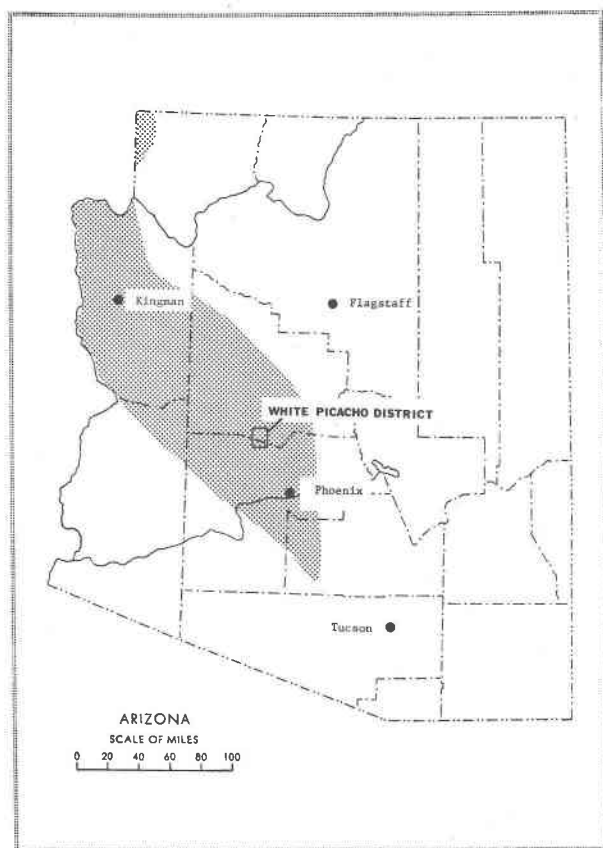 Kingman
Flagstaff
WHITE PICACHO DISTRICT
Phoenix
Tucson
ARIZONA
SCALE OF MILES
0 20 40 60 80 100